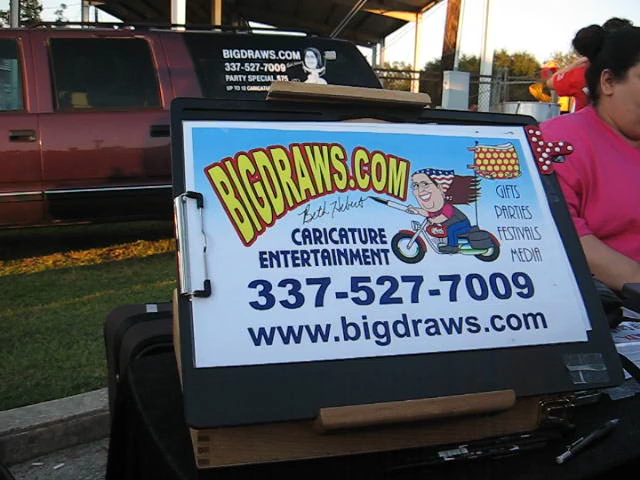 BIGDRAWS.COM
337-527-7009
PARTY SPECIAL $75
BIGDRAWS.COM
Beth Hebert
CARICATURE
ENTERTAINMENT
GIFTS
PARTIES
FESTIVALS
MEDIA
337-527-7009
www.bigdraws.com